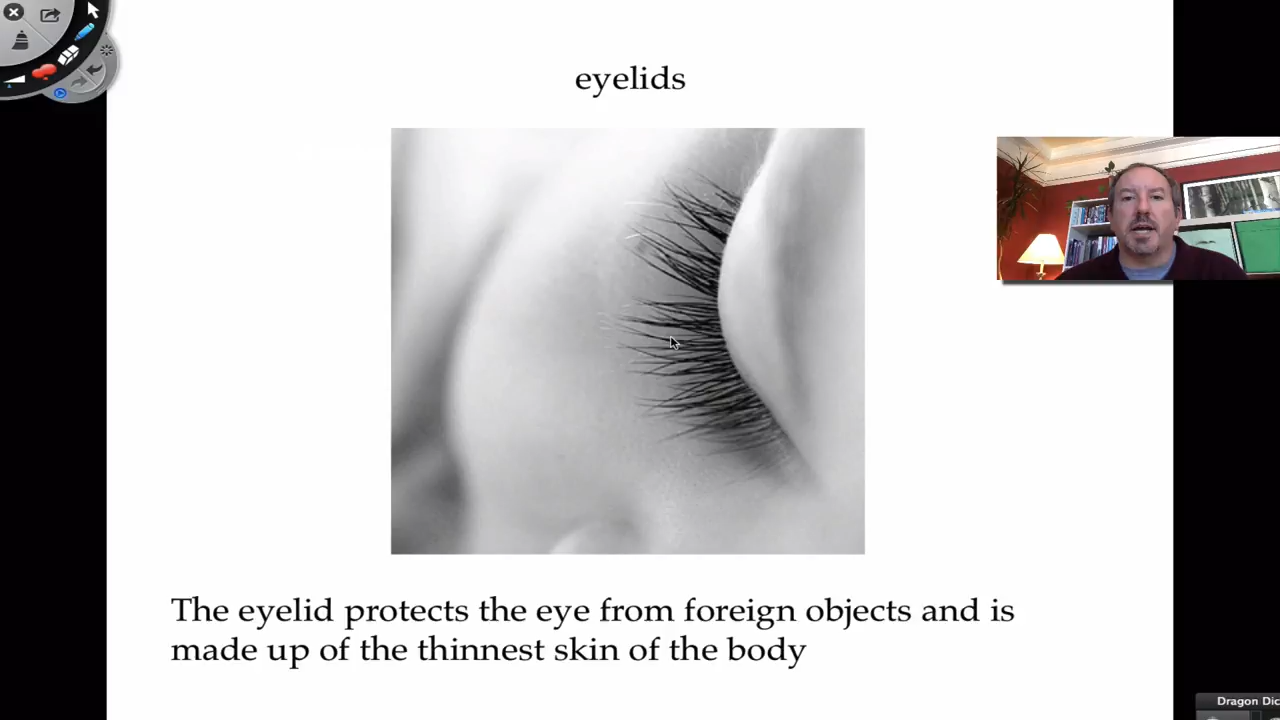 eyelids
The eyelid protects the eye from foreign objects and is
made up of the thinnest skin of the body
Dragon Dic